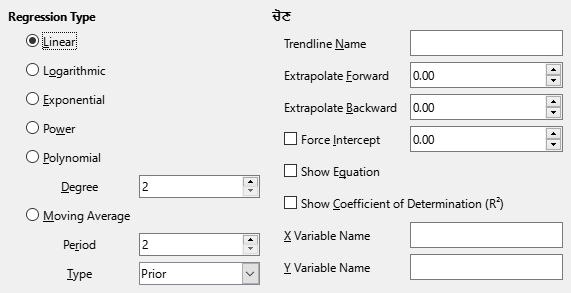 Regression Type
Linear
Logarithmic
Exponential
Power
Polynomial
Degree 2
Moving Average
Period 2
Type Prior
ਚੋਣ
Trendline Name
Extrapolate Forward 0.00
Extrapolate Backward 0.00
Force Intercept 0.00
Show Equation
Show Coefficient of Determination (R²)
X Variable Name
Y Variable Name